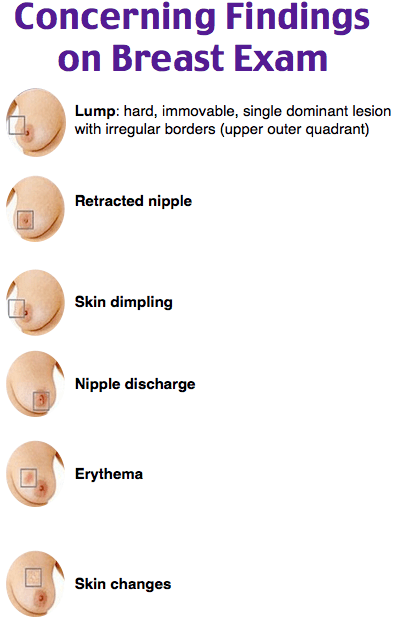 Concerning Findings
on Breast Exam
Lump: hard, immovable, single dominant lesion
with irregular borders (upper outer quadrant)
Retracted nipple
Skin dimpling
Nipple discharge
Erythema
Skin changes